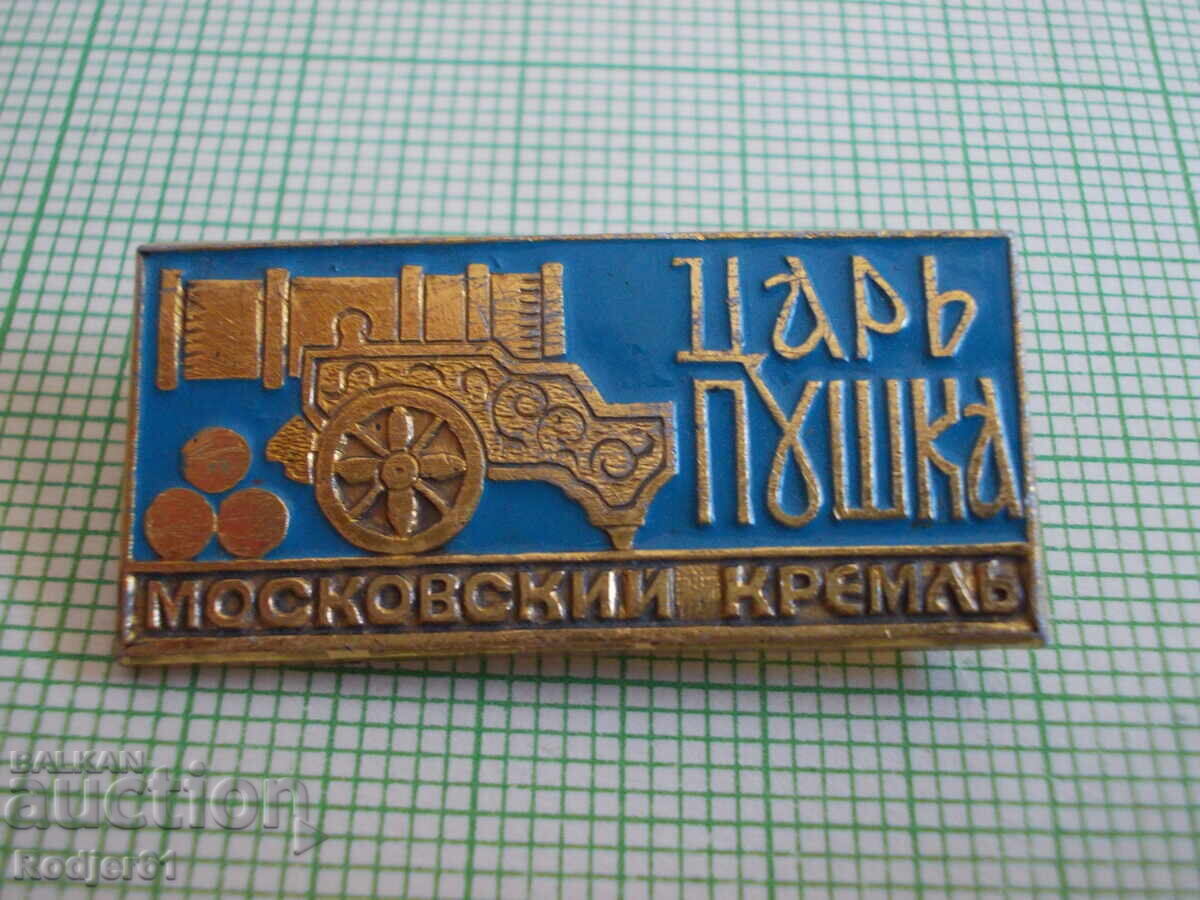 ЦАРЬ
ПУШКА
МОСКОВСКИЙ КРЕМЛЬ
BALKAN
auction
Rodjer61